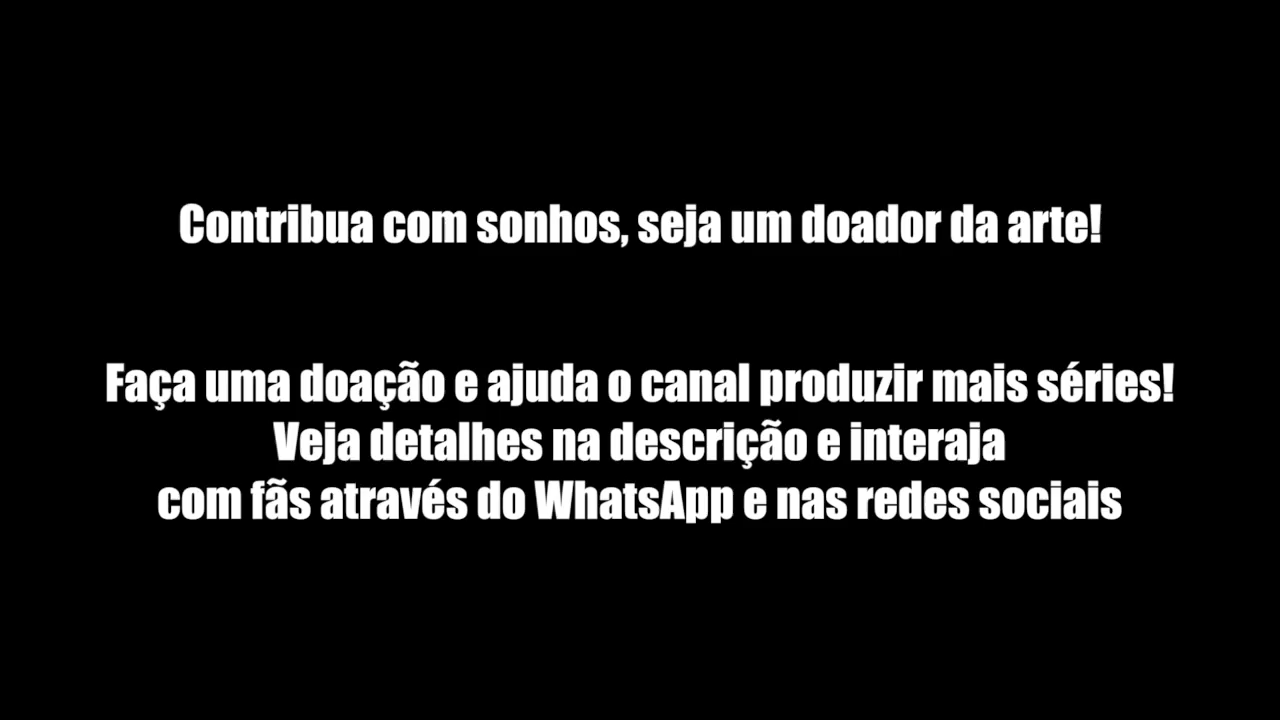 Contribua com sonhos, seja um doador da arte!
Faça uma doação e ajuda o canal produzir mais séries!
Veja detalhes na descrição e interaja
com fãs através do WhatsApp e nas redes sociais